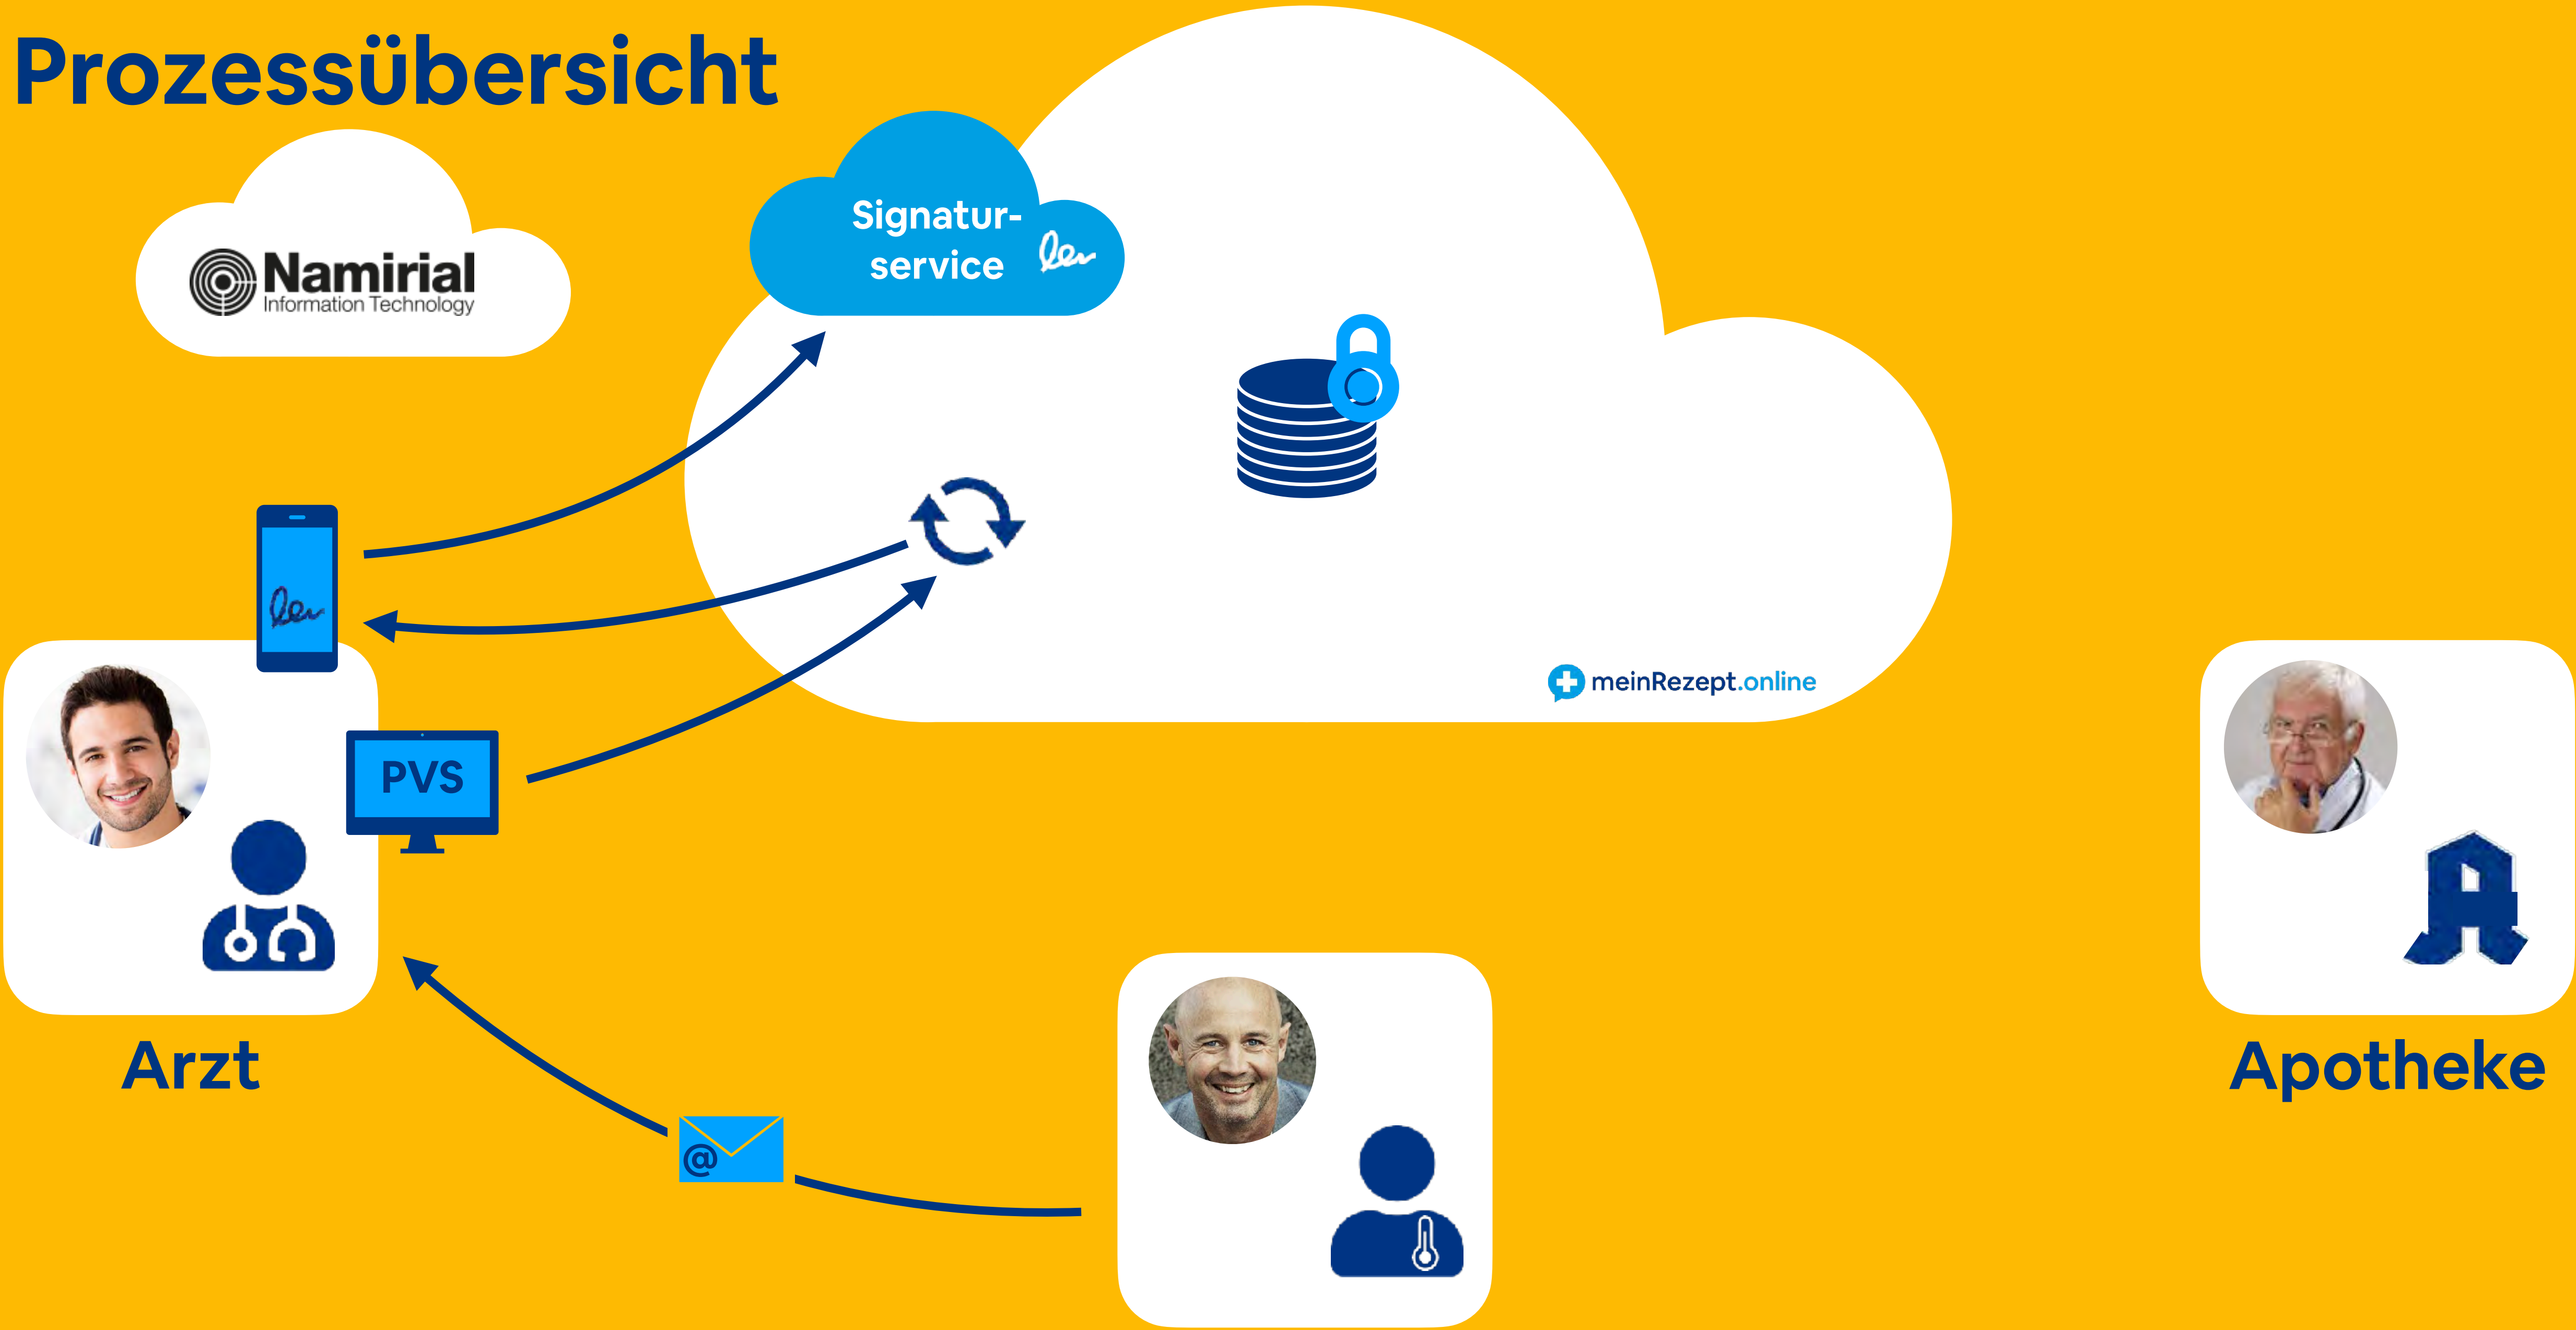 Prozessübersicht
Namirial
Information Technology
Signatur-
service
meinRezept.online
PVS
Arzt
Apotheke
@